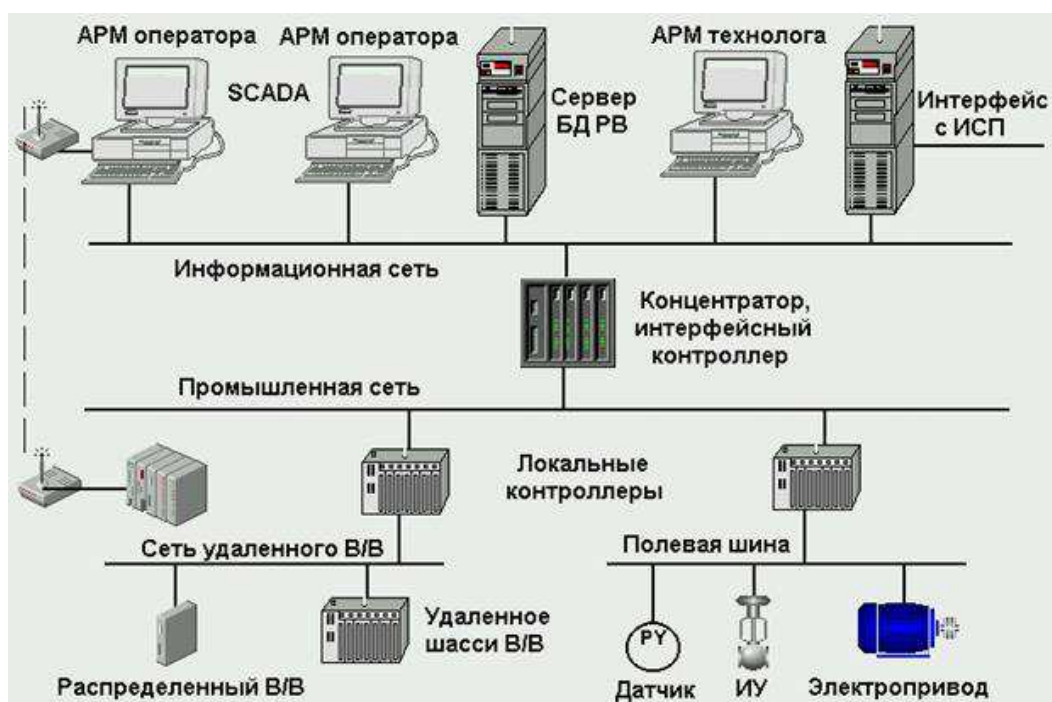 АРМ оператора
АРМ оператора
АРМ технолога
SCADA
Сервер
БД РВ
Интерфейс
с ИСП
Информационная сеть
Концентратор,
интерфейсный
контроллер
Промышленная сеть
Локальные
контроллеры
Сеть удаленного В/В
Полевая шина
Удаленное
шасси В/В
PY
Распределенный В/В
Датчик
ИУ
Электропривод